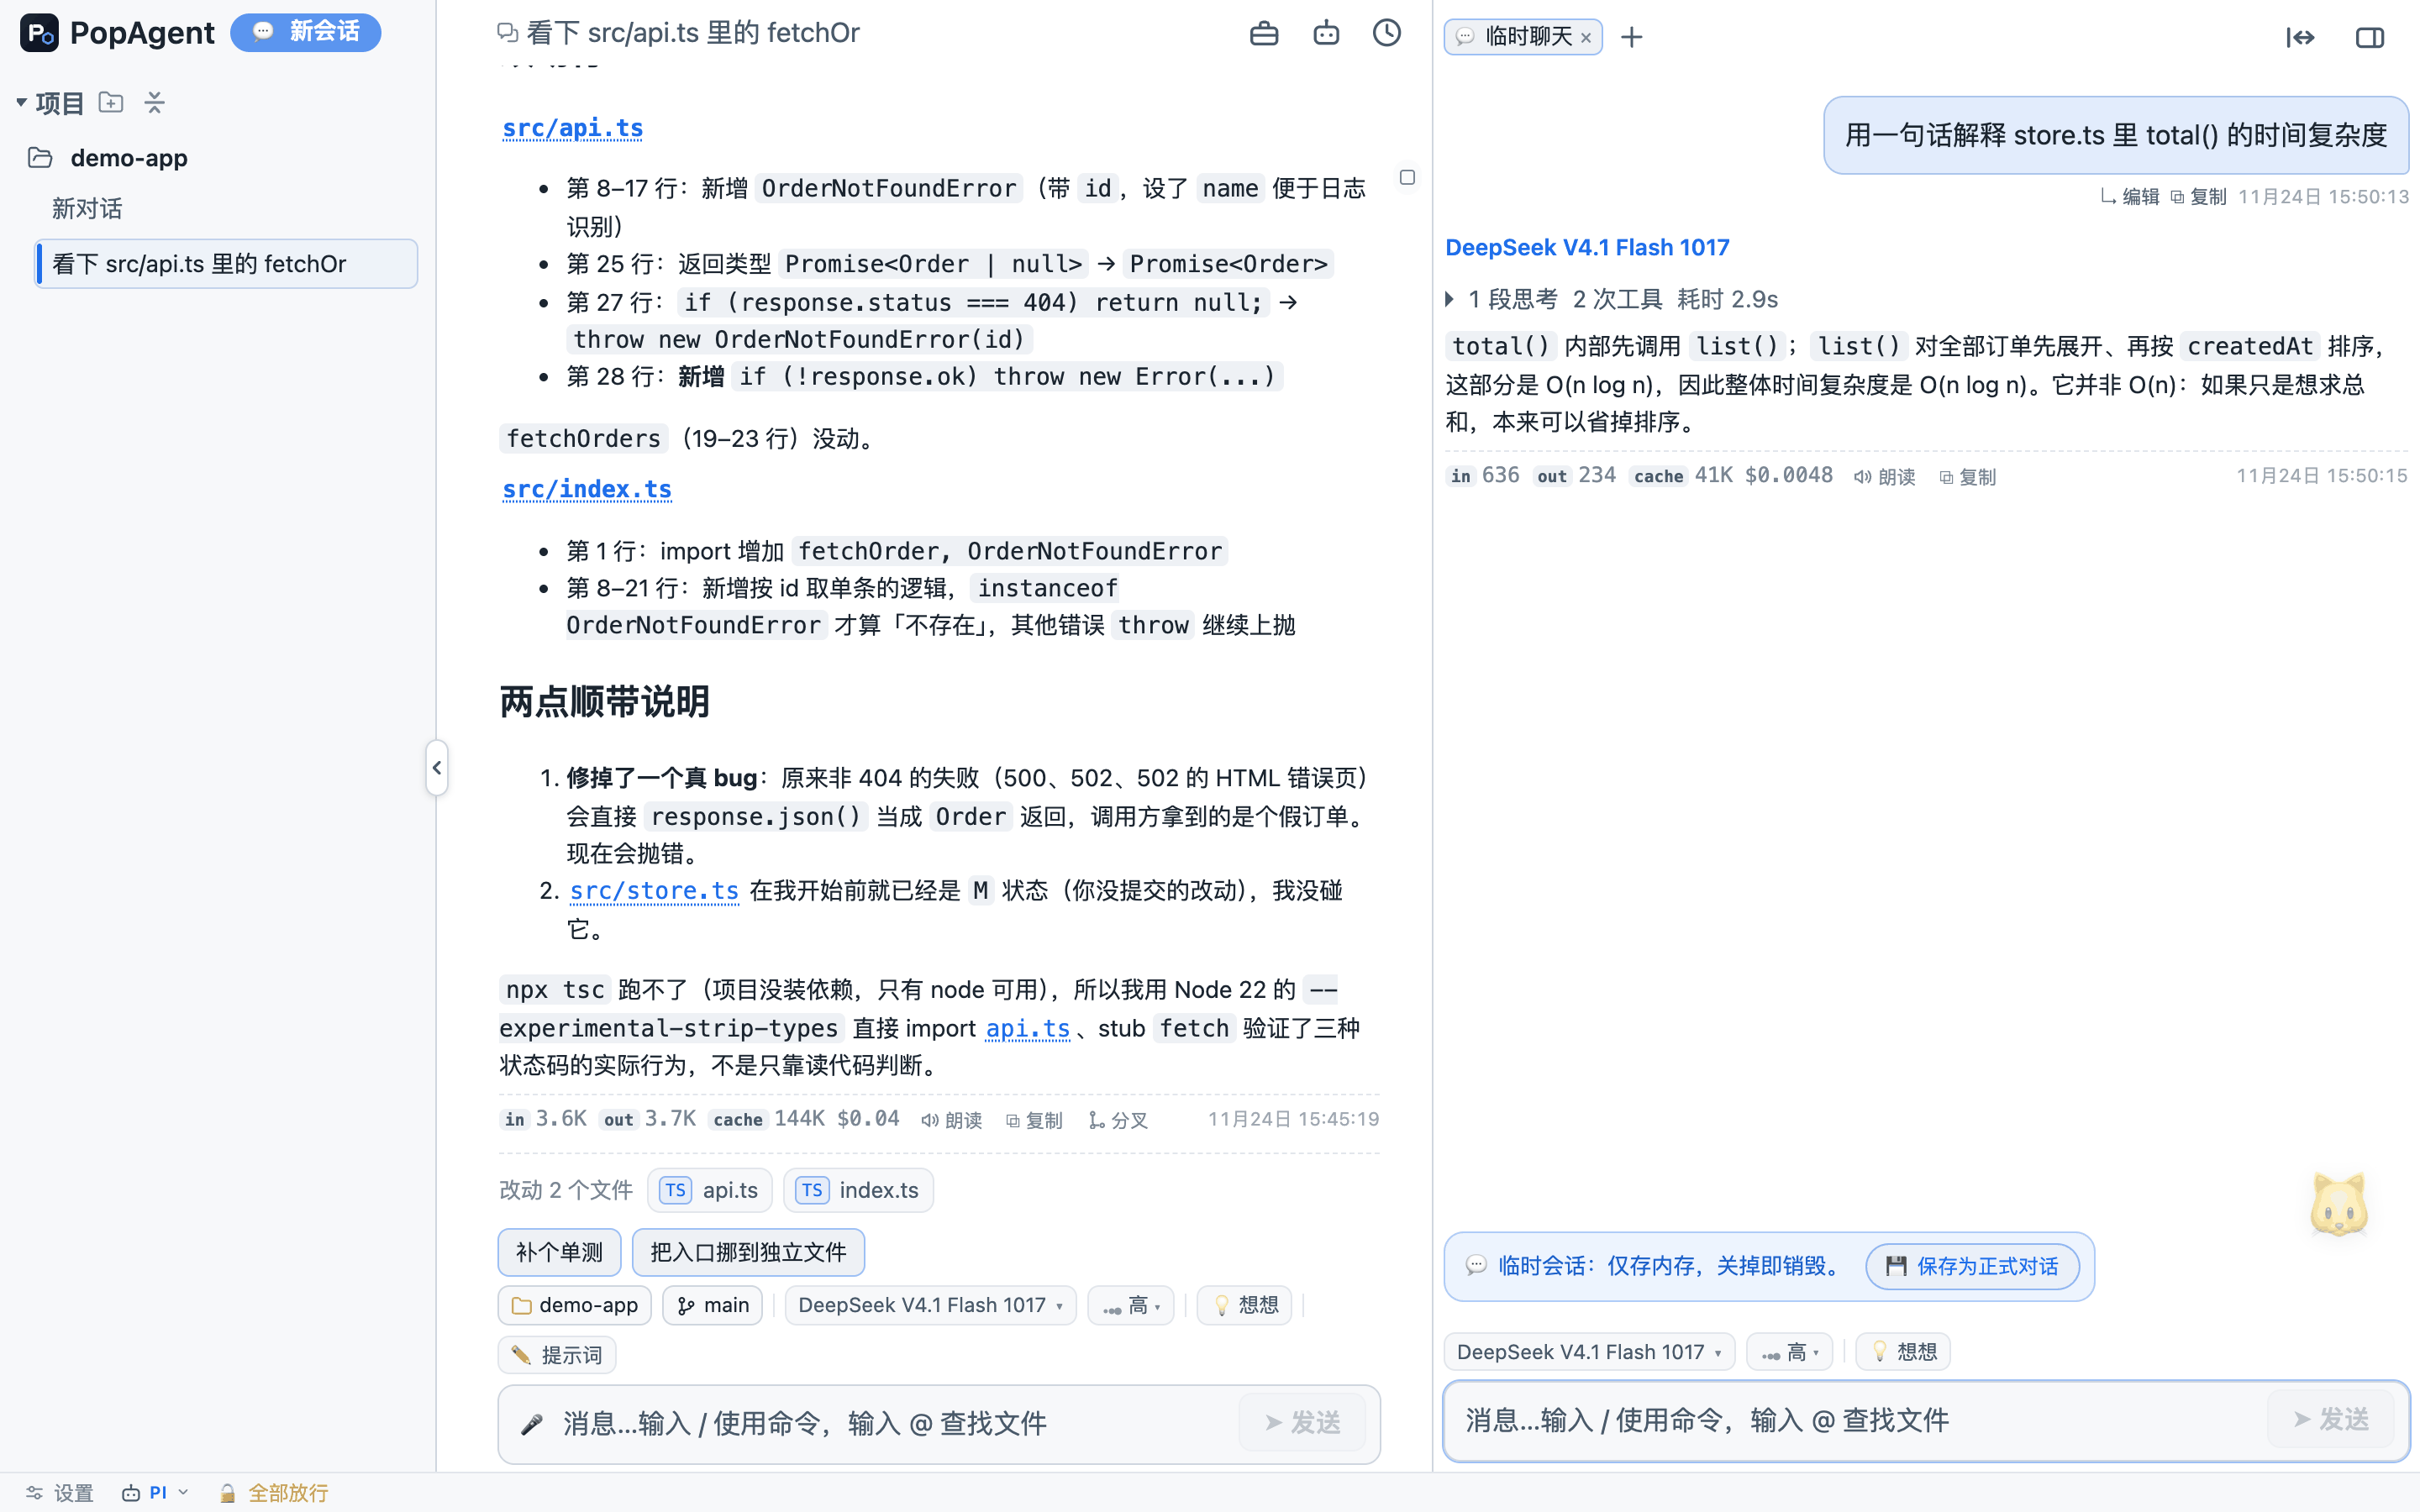 PopAgent
新会话
项目
demo-app
新对话
看下 src/api.ts 里的 fetchOr
设置
PI
全部放行
看下 src/api.ts 里的 fetchOr
src/api.ts
第 8–17 行：新增 OrderNotFoundError（带 id，设了 name 便于日志
识别）
第 25 行：返回类型 Promise<Order | null> → Promise<Order>
第 27 行：if (response.status === 404) return null; →
throw new OrderNotFoundError(id)
第 28 行：新增 if (!response.ok) throw new Error(...)
fetchOrders（19–23 行）没动。
src/index.ts
第 1 行：import 增加 fetchOrder, OrderNotFoundError
第 8–21 行：新增按 id 取单条的逻辑，instanceof
OrderNotFoundError 才算「不存在」，其他错误 throw 继续上抛
两点顺带说明
1. 修掉了一个真 bug：原来非 404 的失败（500、502、502 的 HTML 错误页）
会直接 response.json() 当成 Order 返回，调用方拿到的是个假订单。
现在会抛错。
2. src/store.ts 在我开始前就已经是 M 状态（你没提交的改动），我没碰
它。
npx tsc 跑不了（项目没装依赖，只有 node 可用），所以我用 Node 22 的 --
experimental-strip-types 直接 import api.ts、stub fetch 验证了三种
状态码的实际行为，不是只靠读代码判断。
in 3.6K out 3.7K cache 144K $0.04 朗读 复制 分叉 11月24日 15:45:19
改动 2 个文件 TS api.ts TS index.ts
补个单测 把入口挪到独立文件
demo-app main DeepSeek V4.1 Flash 1017 高 想想
提示词
消息...输入 / 使用命令，输入 @ 查找文件 发送
临时聊天
用一句话解释 store.ts 里 total() 的时间复杂度
编辑 复制 11月24日 15:50:13
DeepSeek V4.1 Flash 1017
1 段思考 2 次工具 耗时 2.9s
total() 内部先调用 list()；list() 对全部订单先展开、再按 createdAt 排序，
这部分是 O(n log n)，因此整体时间复杂度是 O(n log n)。它并非 O(n)：如果只是想求总
和，本来可以省掉排序。
in 636 out 234 cache 41K $0.0048 朗读 复制 11月24日 15:50:15
临时会话：仅存内存，关掉即销毁。 保存为正式对话
DeepSeek V4.1 Flash 1017 高 想想
消息...输入 / 使用命令，输入 @ 查找文件 发送